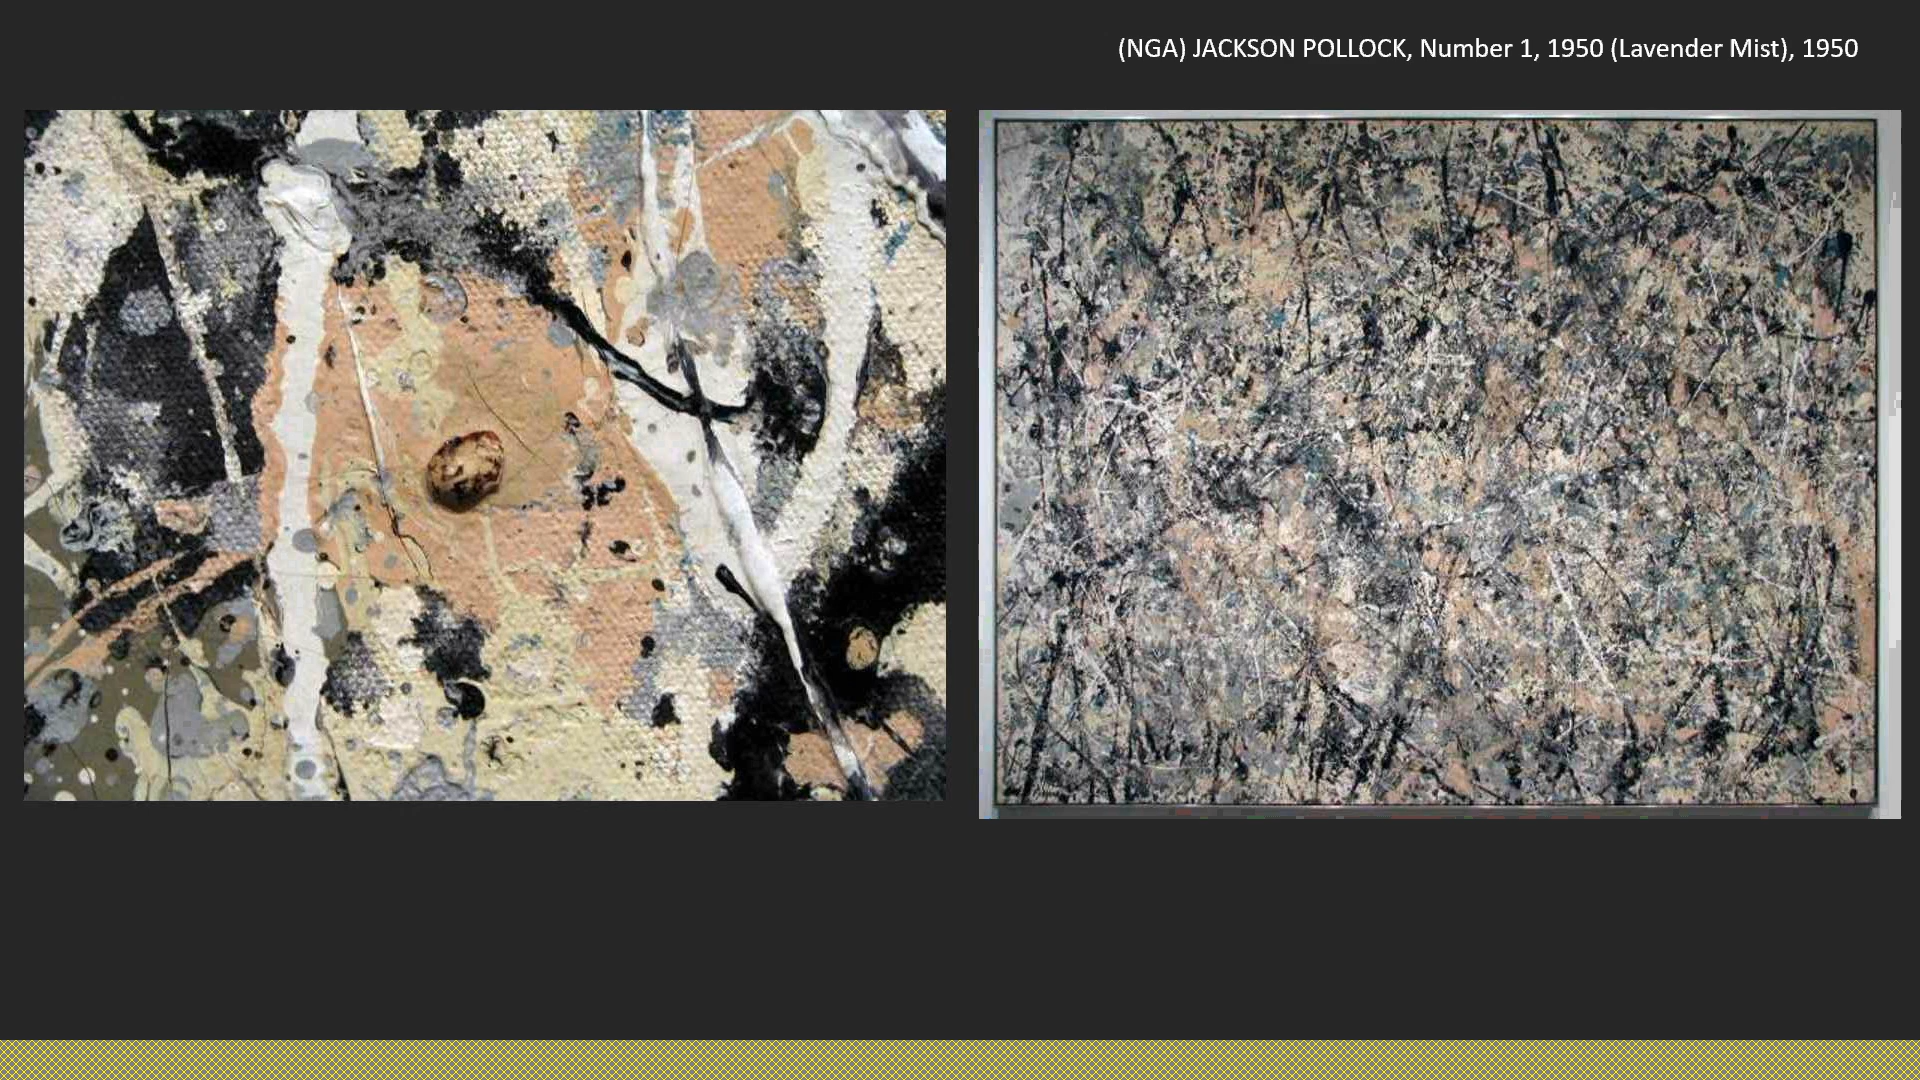 (NGA) JACKSON POLLOCK, Number 1, 1950 (Lavender Mist), 1950